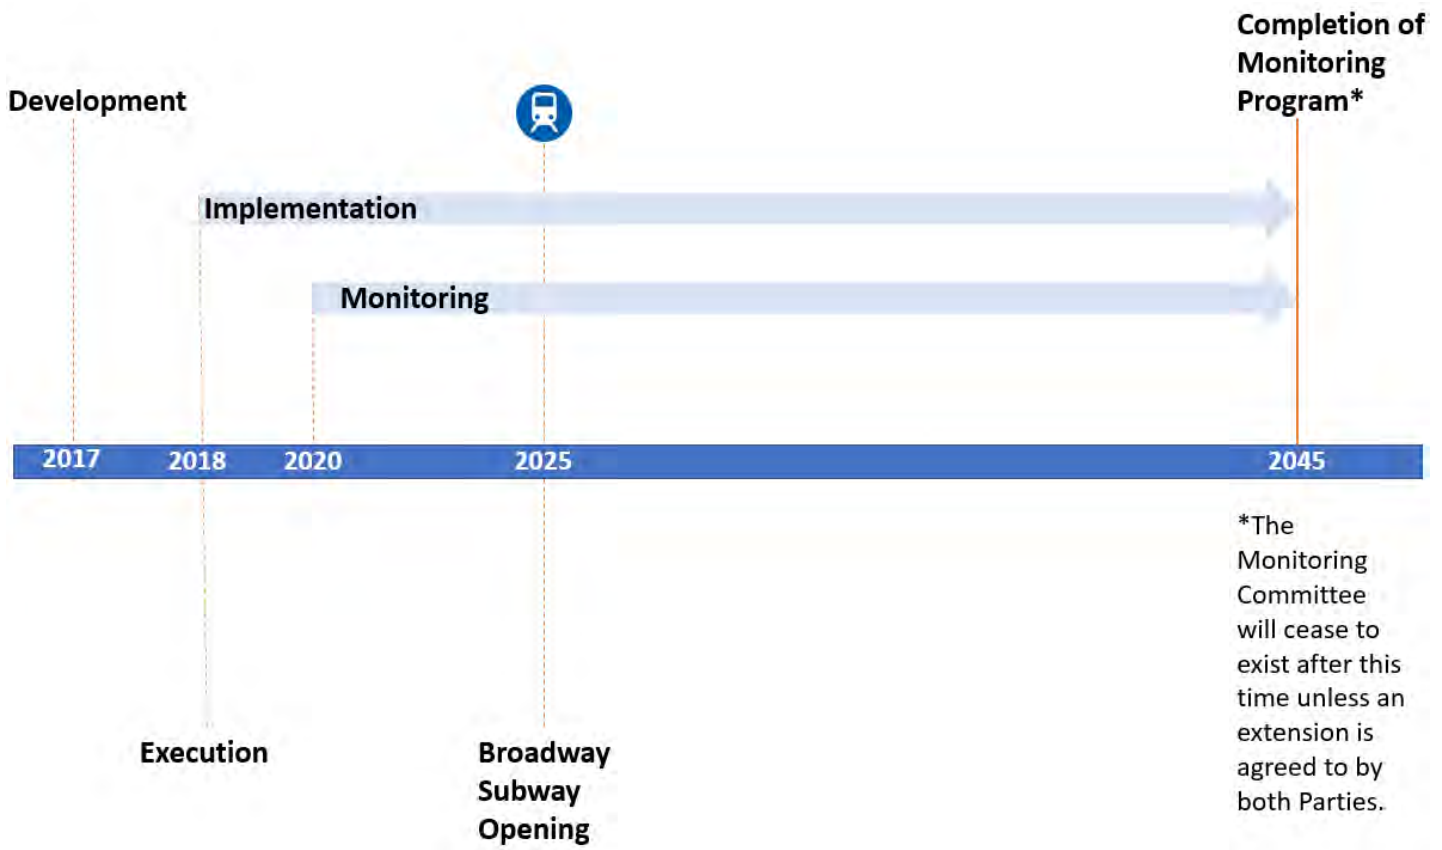 Completion of
Monitoring
Program*
Development
Implementation
Monitoring
2017 2018 2020 2025 2045
*The
Monitoring
Committee
will cease to
exist after this
time unless an
extension is
agreed to by
both Parties.
Execution
Broadway
Subway
Opening